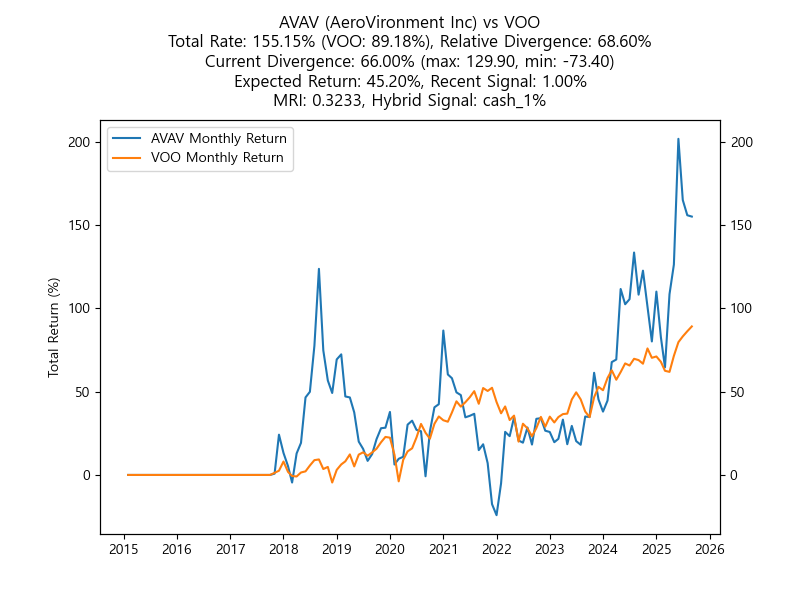 AVAV (AeroVironment Inc) vs VOO
Total Rate: 155.15% (VOO: 89.18%), Relative Divergence: 68.60%
Current Divergence: 66.00% (max: 129.90, min: -73.40)
Expected Return: 45.20%, Recent Signal: 1.00%
MRI: 0.3233, Hybrid Signal: cash_1%
AVAV Monthly Return
VOO Monthly Return
Total Return (%)
200
150
100
50
0
200
150
100
50
0
2015 2016 2017 2018 2019 2020 2021 2022 2023 2024 2025 2026